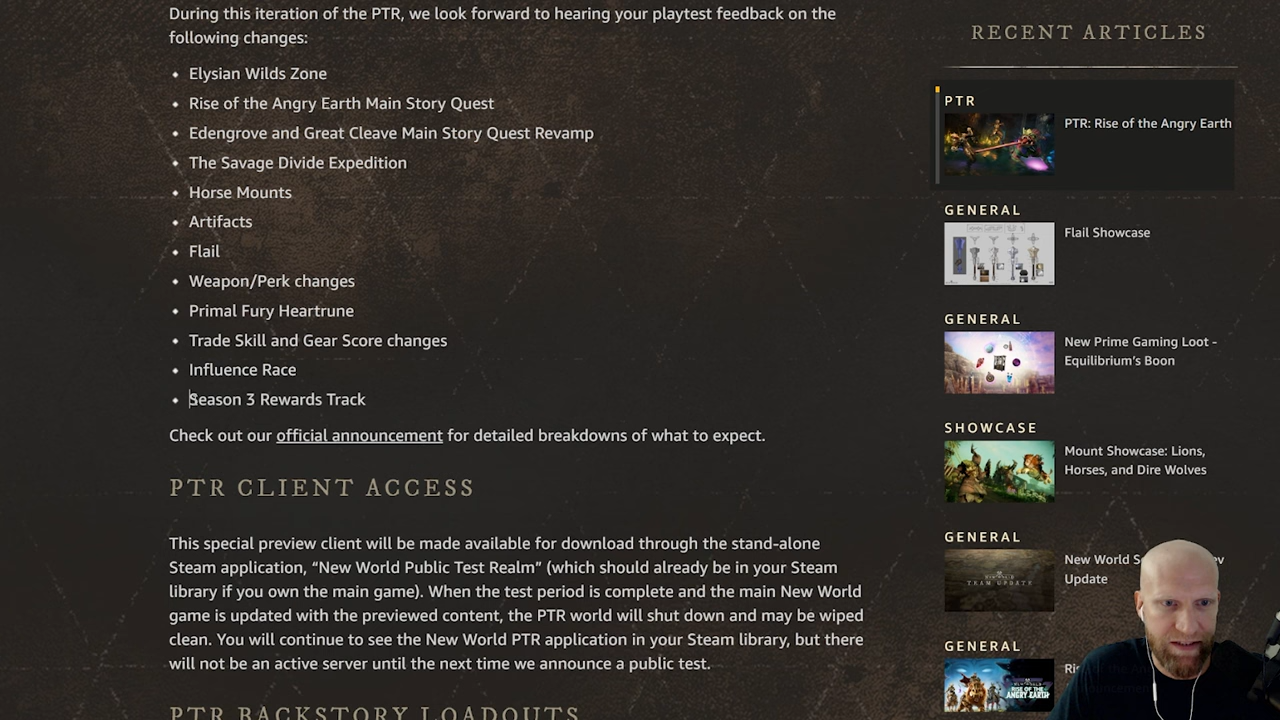 During this iteration of the PTR, we look forward to hearing your playtest feedback on the
following changes:
Elysian Wilds Zone
Rise of the Angry Earth Main Story Quest
Edengrove and Great Cleave Main Story Quest Revamp
The Savage Divide Expedition
Horse Mounts
Artifacts
Flail
Weapon/Perk changes
Primal Fury Heartrune
Trade Skill and Gear Score changes
Influence Race
Season 3 Rewards Track
Check out our official announcement for detailed breakdowns of what to expect.
PTR CLIENT ACCESS
This special preview client will be made available for download through the stand-alone
Steam application, “New World Public Test Realm” (which should already be in your Steam
library if you own the main game). When the test period is complete and the main New World
game is updated with the previewed content, the PTR world will shut down and may be wiped
clean. You will continue to see the New World PTR application in your Steam library, but there
will not be an active server until the next time we announce a public test.
PTR BACKSTORY LOADOUTS
RECENT ARTICLES
PTR
PTR: Rise of the Angry Earth
GENERAL
Flail Showcase
GENERAL
New Prime Gaming Loot -
Equilibrium’s Boon
SHOWCASE
Mount Showcase: Lions,
Horses, and Dire Wolves
GENERAL
New World
Update
TEAM UPDATE
GENERAL
RISE OF THE
ANGRY EARTH